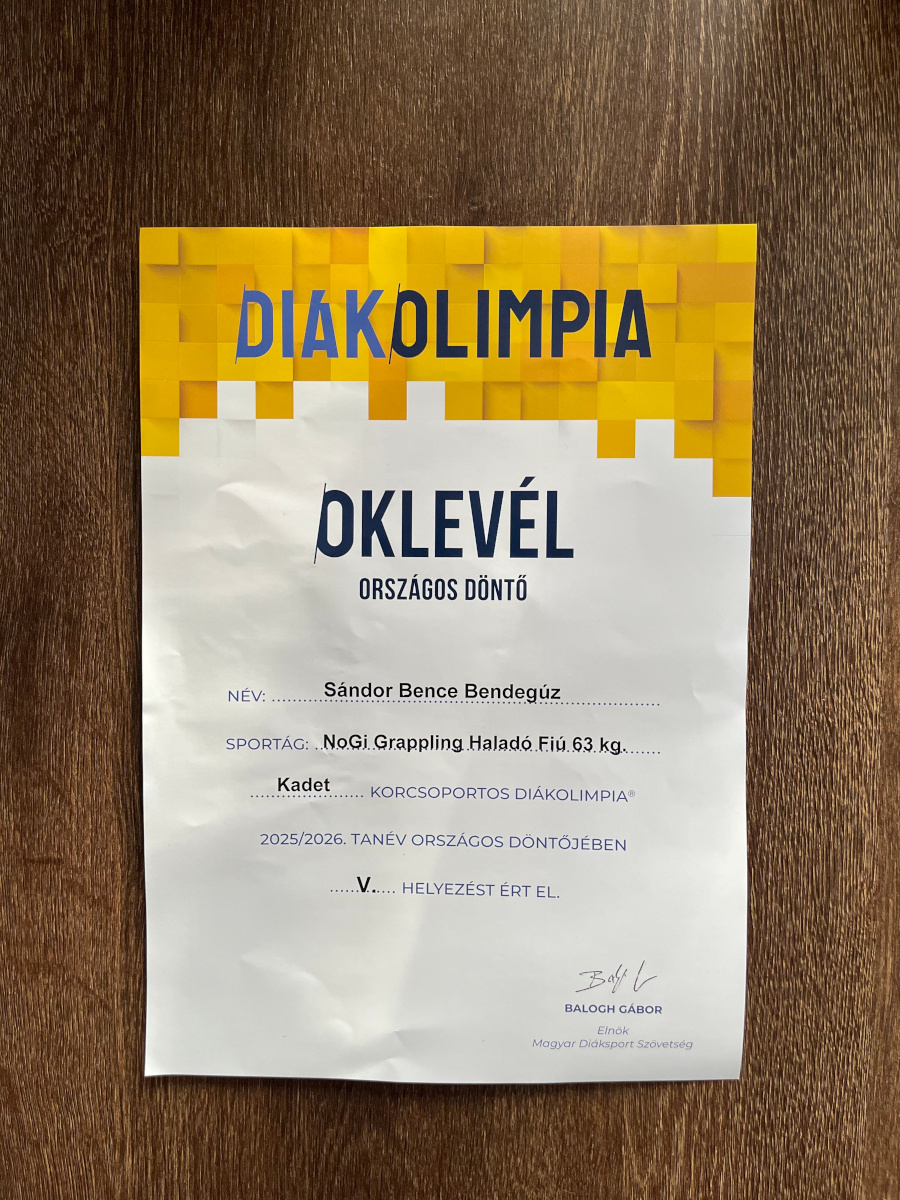 DIÁKOLIMPIA
OKLEVÉL
ORSZÁGOS DÖNTŐ
NÉV: Sándor Bence Bendegúz
SPORTÁG: NoGi Grappling Haladó Fiú 63 kg.
Kadet KORCSOPORTOS DIÁKOLIMPIA®
2025/2026. TANÉV ORSZÁGOS DÖNTŐJÉBEN
V. HELYEZÉST ÉRT EL.
BALOGH GÁBOR
Elnök
Magyar Diáksport Szövetség